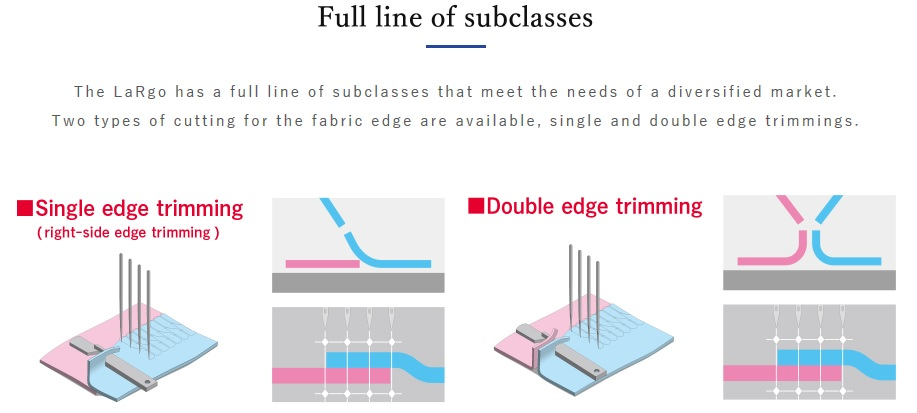 Full line of subclasses
The LaRgo has a full line of subclasses that meet the needs of a diversified market.
Two types of cutting for the fabric edge are available, single and double edge trimmings.
■Single edge trimming
(right-side edge trimming)
■Double edge trimming